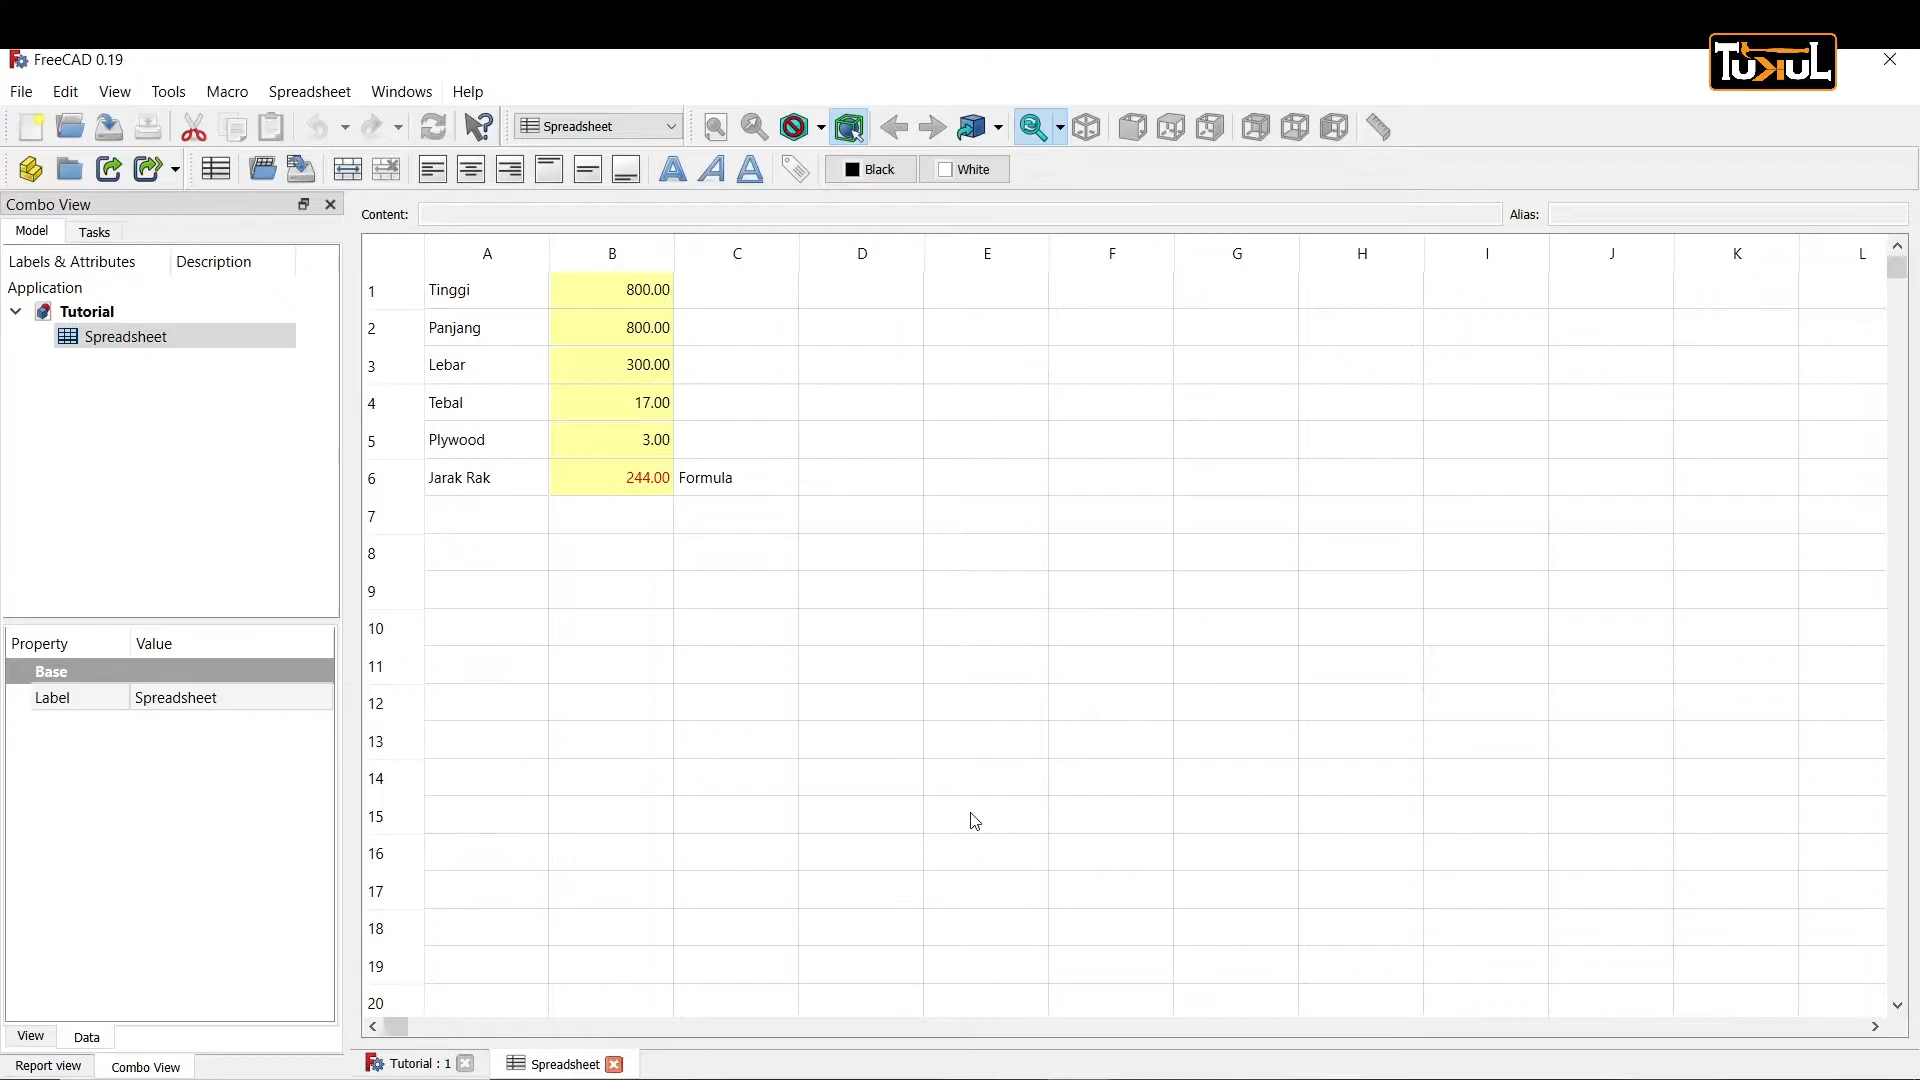 TUKUL
FreeCAD 0.19
File Edit View Tools Macro Spreadsheet Windows Help
Spreadsheet
Black White
Combo View
Model Tasks
Labels & Attributes Description
Application
Tutorial
Spreadsheet
Property Value
Base
Label Spreadsheet
View Data
Report view Combo View
Content: Alias:
A B C D E F G H I J K L
1 Tinggi 800.00
2 Panjang 800.00
3 Lebar 300.00
4 Tebal 17.00
5 Plywood 3.00
6 Jarak Rak 244.00 Formula
7
8
9
10
11
12
13
14
15
16
17
18
19
20
Tutorial : 1 Spreadsheet